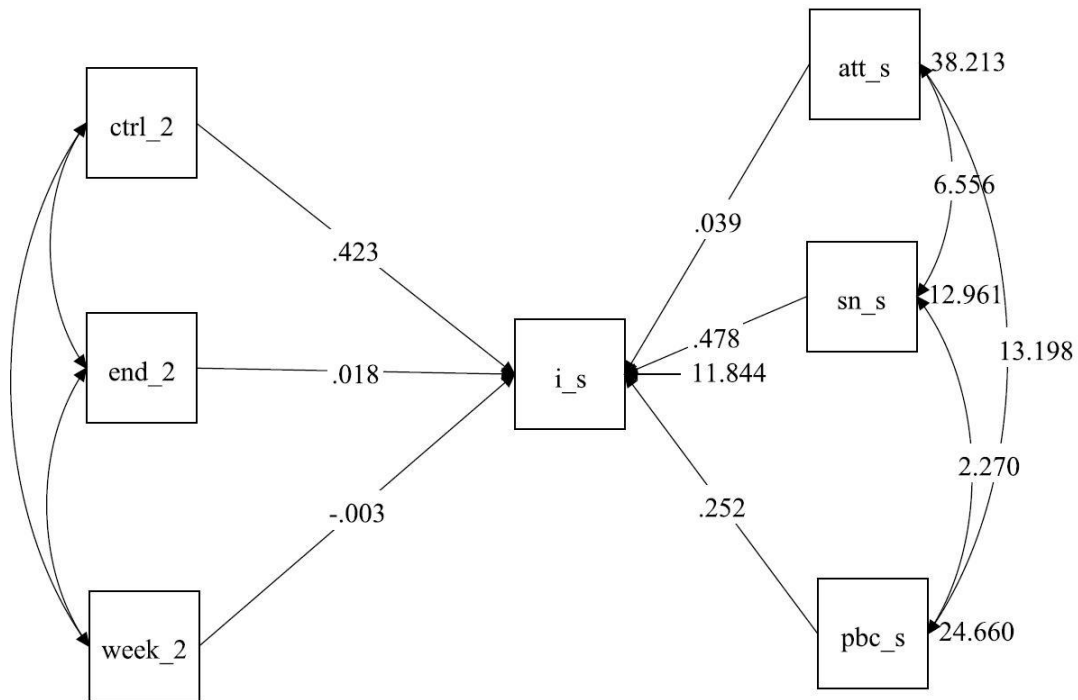 att_s
38.213
ctrl_2
6.556
.039
.423
sn_s
12.961
.478
13.198
end_2
.018
i_s
11.844
2.270
-.003
.252
pbc_s
24.660
week_2